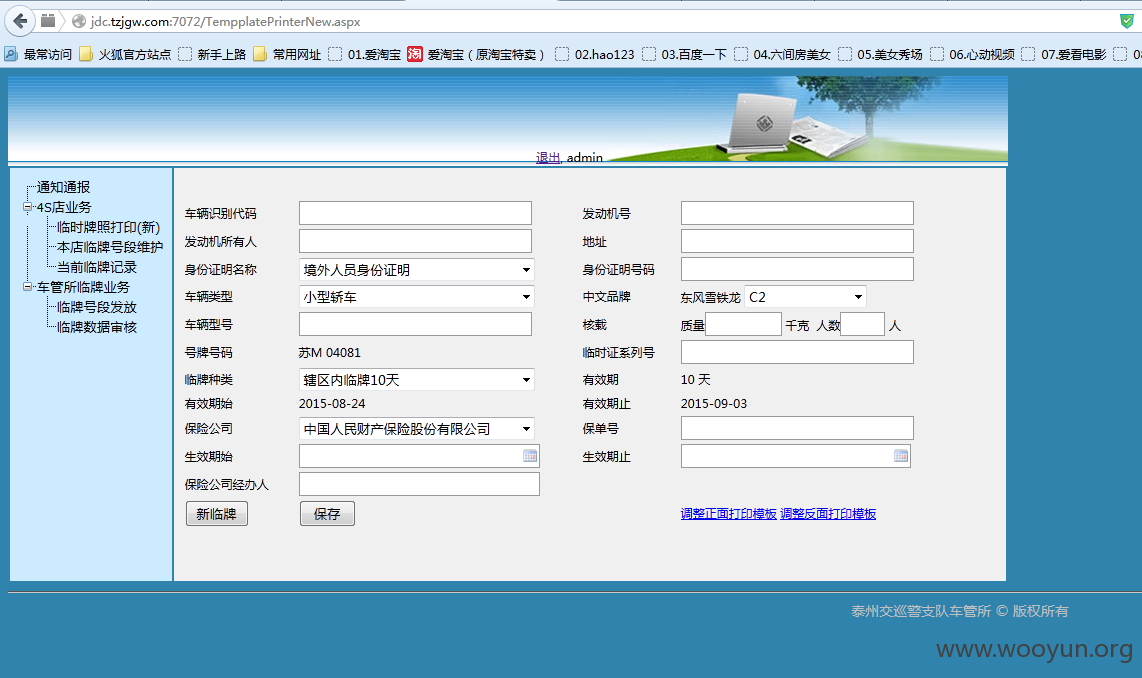 jdc.tzjgw.com:7072/TempplatePrinterNew.aspx
最常访问 火狐官方站点 新手上路 常用网址 01.爱淘宝 淘 爱淘宝（原淘宝特卖） 02.hao123 03.百度一下 04.六间房美女 05.美女秀场 06.心动视频 07.爱看电影 08
退出, admin
通知通报
4S店业务
临时牌照打印(新)
本店临牌号段维护
当前临牌记录
车管所临牌业务
临牌号段发放
临牌数据审核
车辆识别代码 发动机号
发动机所有人 地址
身份证明名称 境外人员身份证明 身份证明号码
车辆类型 小型轿车 中文品牌 东风雪铁龙 C2
车辆型号 核载 质量 千克 人数 人
号牌号码 苏M 04081 临时证系列号
临牌种类 辖区内临牌10天 有效期 10 天
有效期始 2015-08-24 有效期止 2015-09-03
保险公司 中国人民财产保险股份有限公司 保单号
生效期始 生效期止
保险公司经办人
新临牌 保存 调整正面打印模板 调整反面打印模板
泰州交巡警支队车管所 © 版权所有
www.wooyun.org